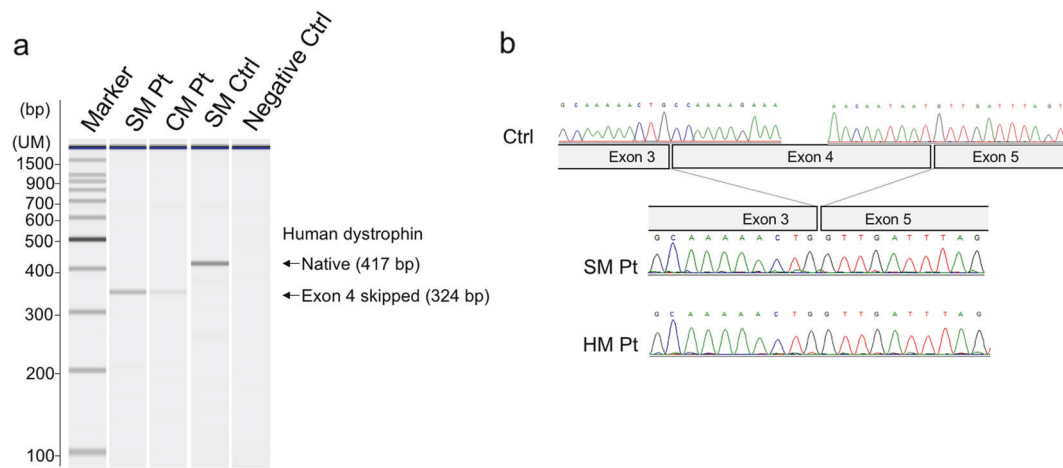 a
(bp)
Marker
SM Pt
CM Pt
SM Ctrl
Negative Ctrl
(UM)
1500
900
700
600
500
400
300
200
100
Human dystrophin
←Native (417 bp)
←Exon 4 skipped (324 bp)
b
G C A A A A A C T G C C A A A A G A A A
A A C A A T A A T G T T G A T T T A G T
Ctrl
Exon 3
Exon 4
Exon 5
Exon 3
Exon 5
G C A A A A A C T G G T T G A T T T A G
SM Pt
G C A A A A A C T G G T T G A T T T A G
HM Pt